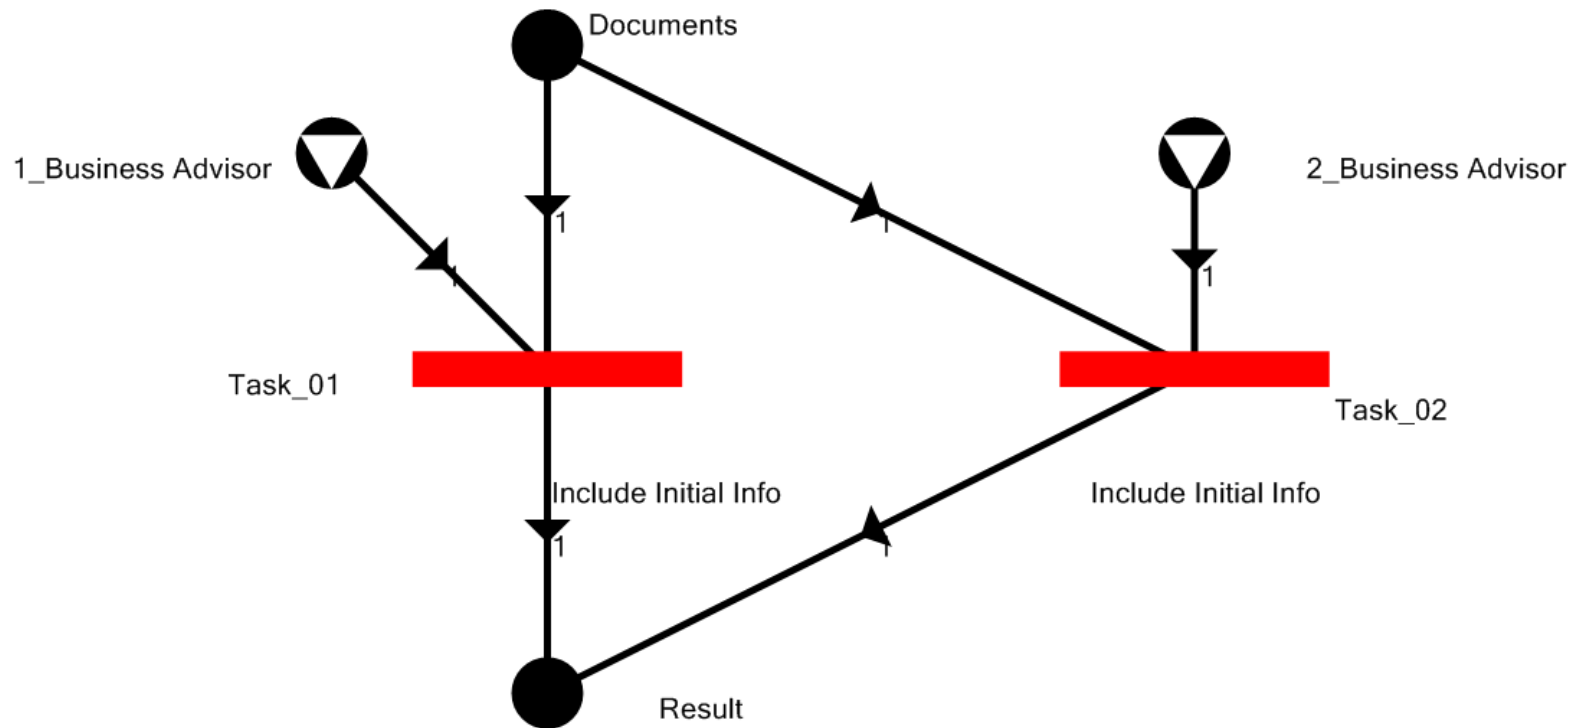 Documents
1_Business Advisor
2_Business Advisor
1
1
1
1
Task_01
Task_02
Include Initial Info
Include Initial Info
1
1
Result